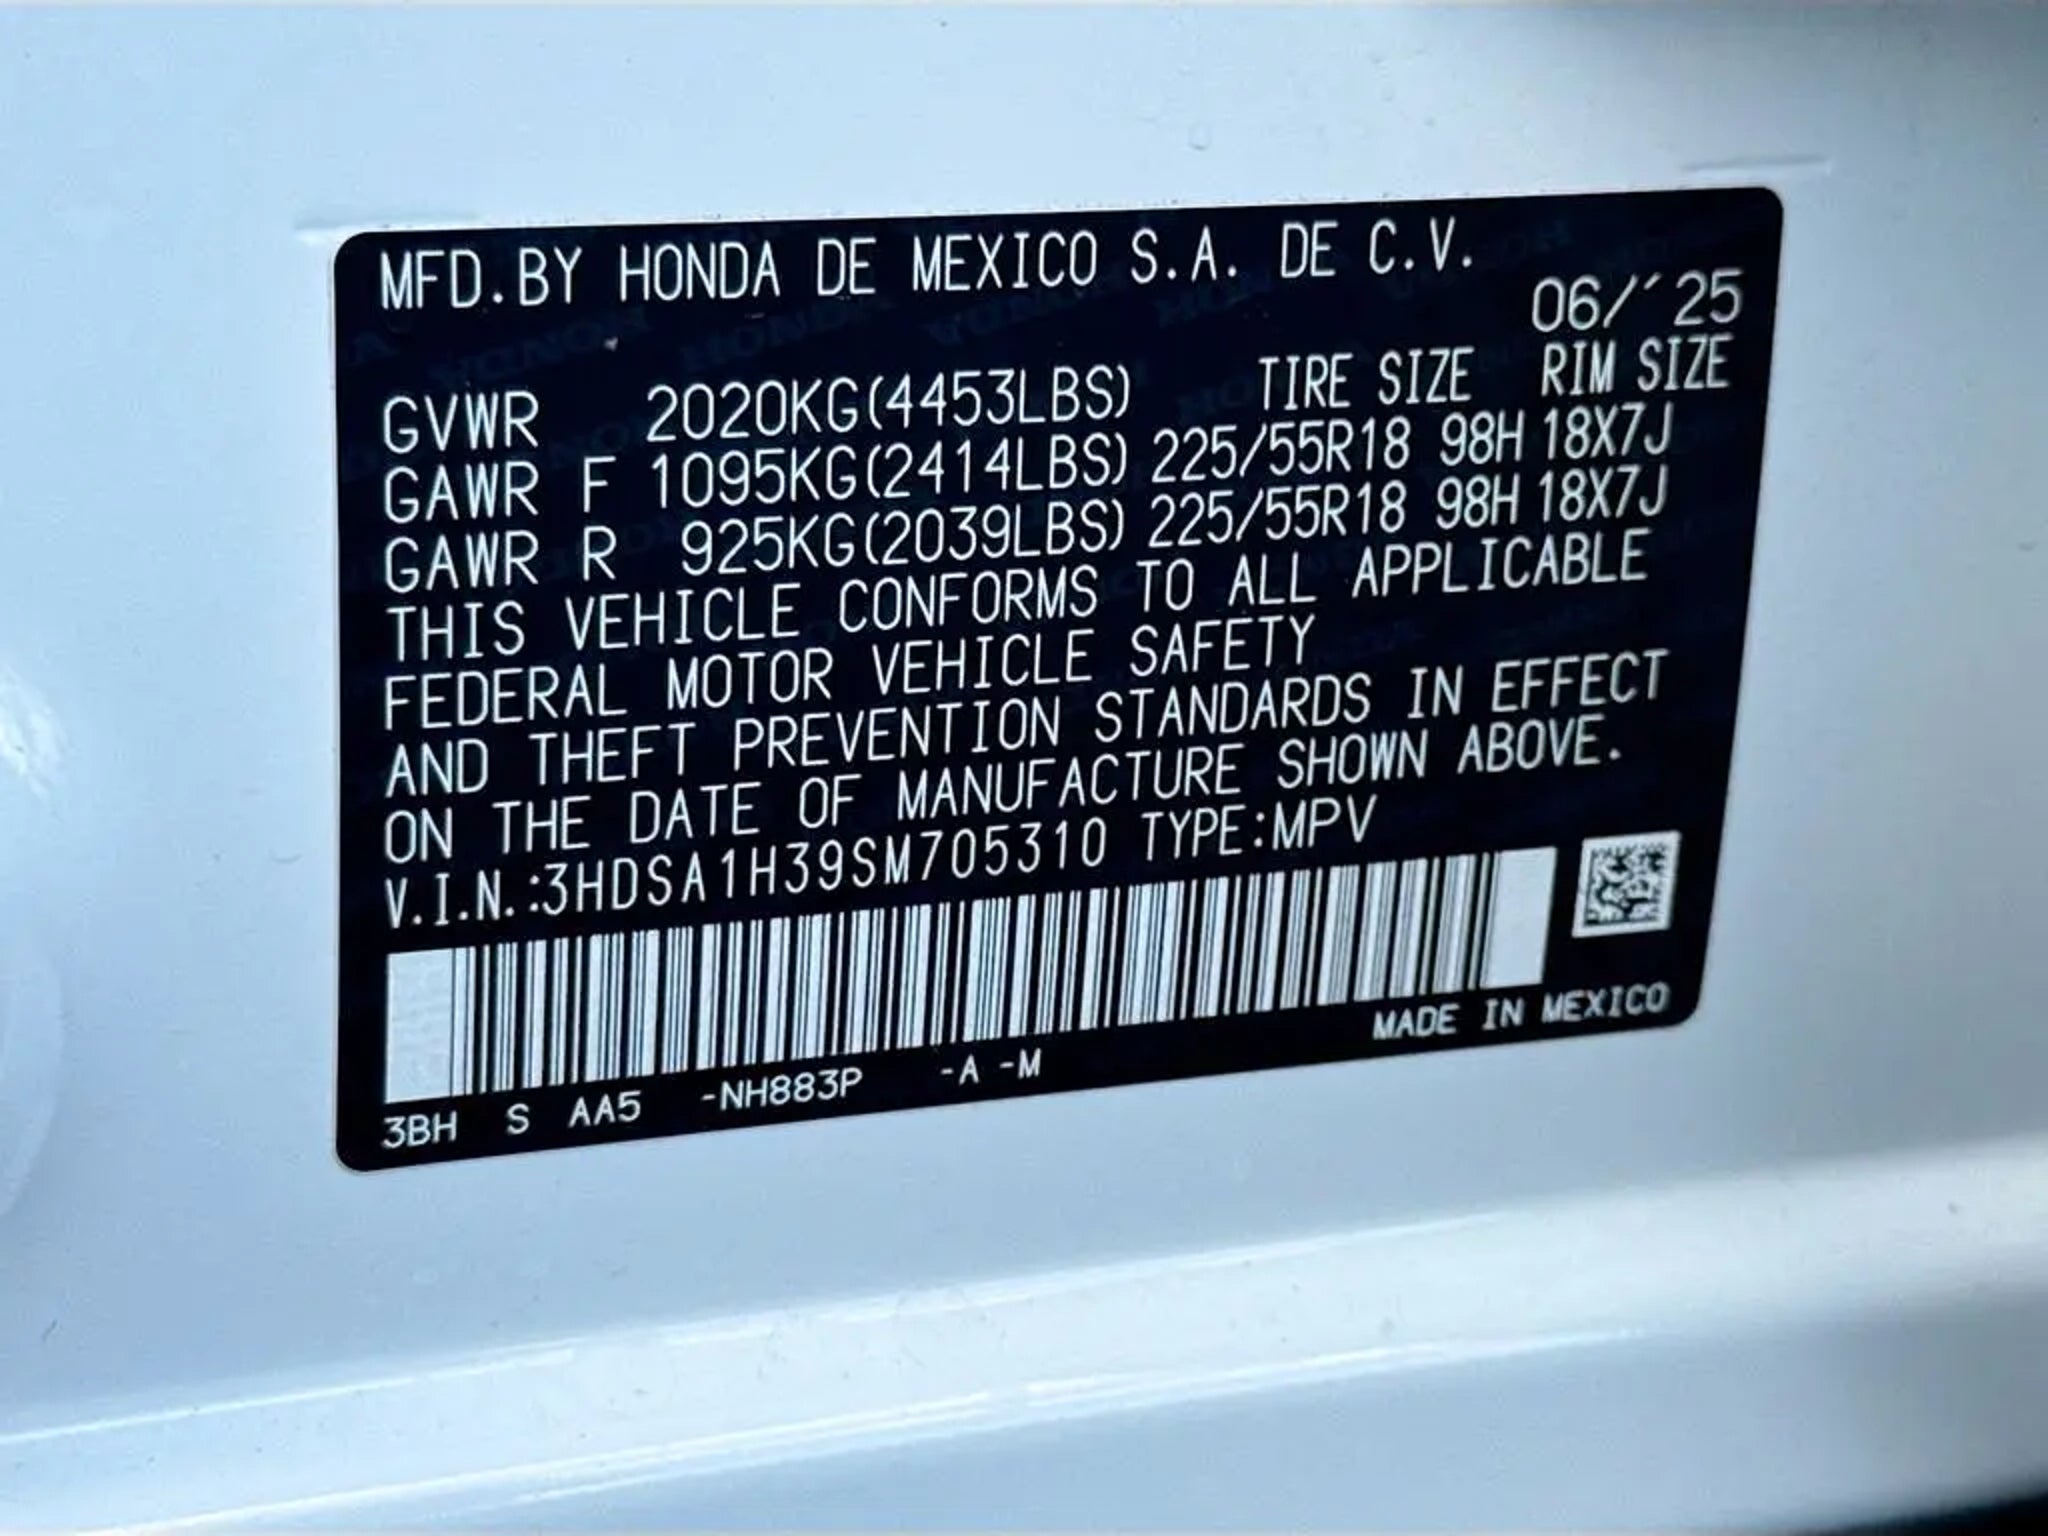 MFD.BY HONDA DE MEXICO S.A. DE C.V.
06/'25
TIRE SIZE RIM SIZE
GVWR 2020KG(4453LBS)
GAWR F 1095KG(2414LBS) 225/55R18 98H 18X7J
GAWR R 925KG(2039LBS) 225/55R18 98H 18X7J
THIS VEHICLE CONFORMS TO ALL APPLICABLE
FEDERAL MOTOR VEHICLE SAFETY
AND THEFT PREVENTION STANDARDS IN EFFECT
ON THE DATE OF MANUFACTURE SHOWN ABOVE.
V.I.N.:3HDSA1H39SM705310 TYPE:MPV
MADE IN MEXICO
3BH S AA5 -NH883P -A -M